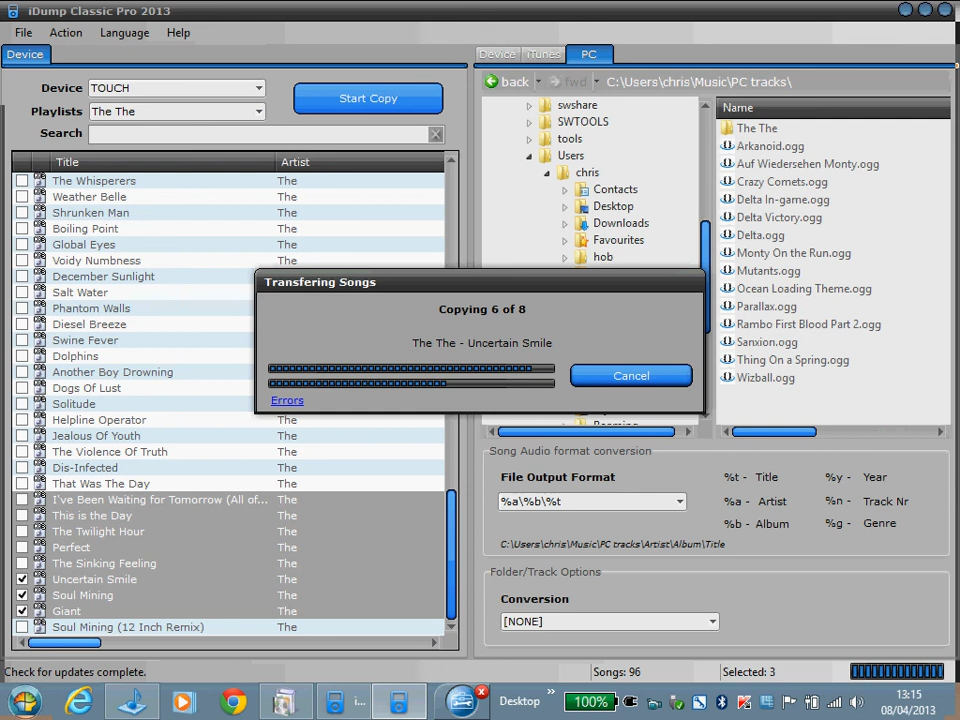 iDump Classic Pro 2013
File Action Language Help
Device
Device iTunes PC
Device TOUCH
Playlists The The
Search
Start Copy
back fwd C:\Users\chris\Music\PC tracks\
Title Artist
The Whisperers The
Weather Belle The
Shrunken Man The
Boiling Point The
Global Eyes The
Voidy Numbness The
December Sunlight
Salt Water
Phantom Walls
Diesel Breeze
Swine Fever
Dolphins
Another Boy Drowning
Dogs Of Lust
Solitude
Helpline Operator The
Jealous Of Youth The
The Violence Of Truth The
Dis-Infected The
That Was The Day The
I've Been Waiting for Tomorrow (All of... The
This is the Day The
The Twilight Hour The
Perfect The
The Sinking Feeling The
Uncertain Smile The
Soul Mining The
Giant The
Soul Mining (12 Inch Remix) The
swshare
SWTOOLS
tools
Users
chris
Contacts
Desktop
Downloads
Favourites
hob
Roaming
Name
The The
Arkanoid.ogg
Auf Wiedersehen Monty.ogg
Crazy Comets.ogg
Delta In-game.ogg
Delta Victory.ogg
Delta.ogg
Monty On the Run.ogg
Mutants.ogg
Ocean Loading Theme.ogg
Parallax.ogg
Rambo First Blood Part 2.ogg
Sanxion.ogg
Thing On a Spring.ogg
Wizball.ogg
Transfering Songs
Copying 6 of 8
The The - Uncertain Smile
Cancel
Errors
Song Audio format conversion
File Output Format
%a\%b\%t
%t - Title %y - Year
%a - Artist %n - Track Nr
%b - Album %g - Genre
C:\Users\chris\Music\PC tracks\Artist\Album\Title
Folder/Track Options
Conversion
[NONE]
Check for updates complete. Songs: 96 Selected: 3
i... Desktop » 100% 13:15
08/04/2013